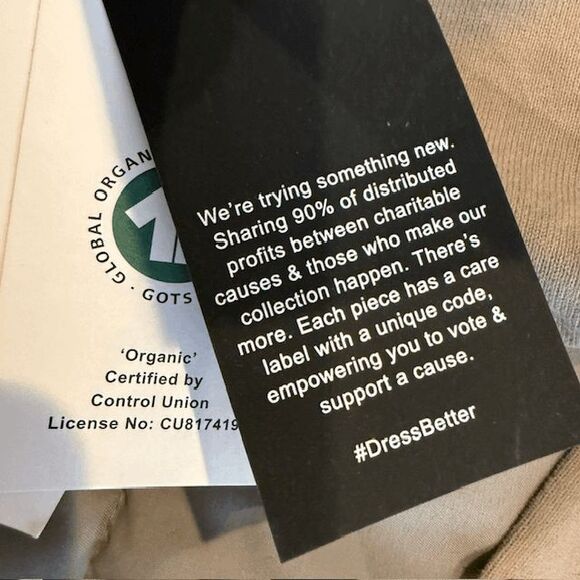 GLOBAL ORGAN
GOTS
'Organic'
Certified by
Control Union
License No: CU817419
We're trying something new.
Sharing 90% of distributed
profits between charitable
causes & those who make our
collection happen. There's
more. Each piece has a care
label with a unique code,
empowering you to vote &
support a cause.
#DressBetter